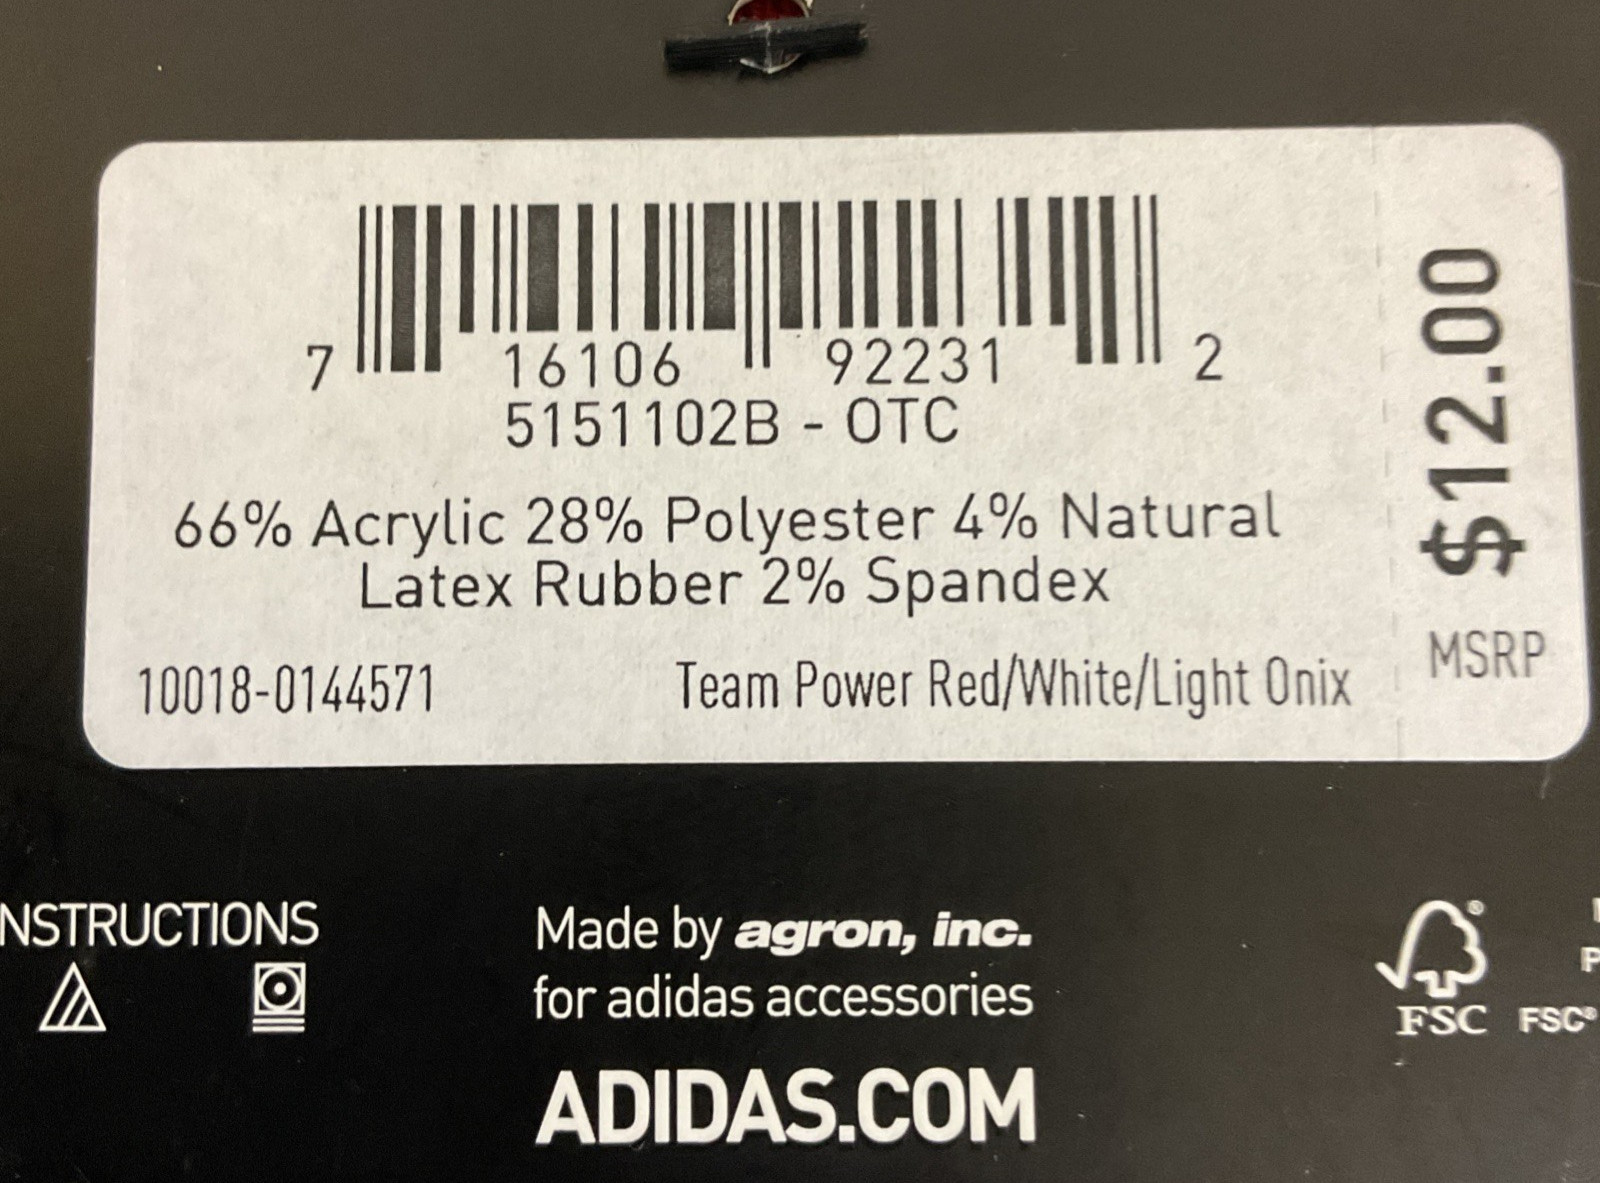 7 16106 92231 2
5151102B - OTC
66% Acrylic 28% Polyester 4% Natural
Latex Rubber 2% Spandex
10018-0144571 Team Power Red/White/Light Onix
$12.00
MSRP
NSTRUCTIONS
Made by agron, inc.
for adidas accessories
ADIDAS.COM
FSC
FSC®